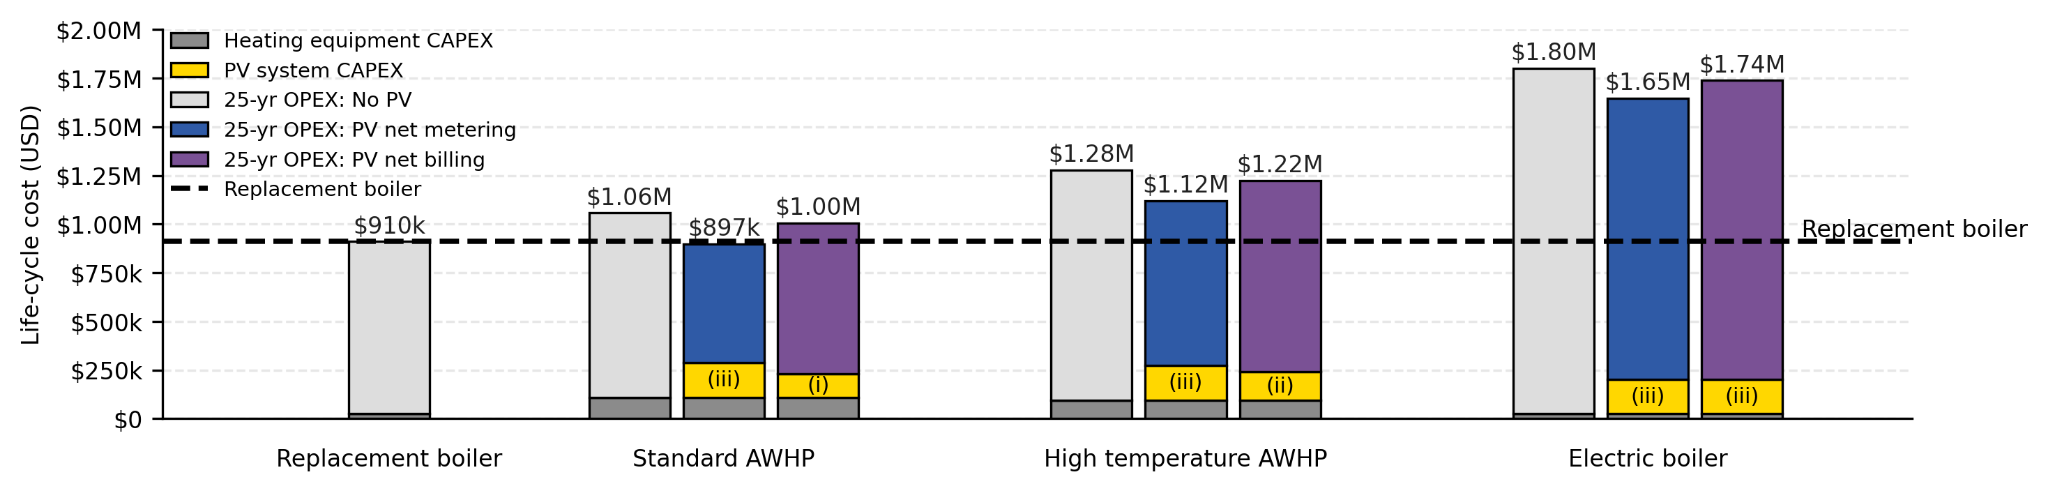 Life-cycle cost (USD)
$2.00M
$1.75M
$1.50M
$1.25M
$1.00M
$750k
$500k
$250k
$0
Heating equipment CAPEX
PV system CAPEX
25-yr OPEX: No PV
25-yr OPEX: PV net metering
25-yr OPEX: PV net billing
Replacement boiler
$910k
$1.06M
$897k
$1.00M
$1.28M
$1.12M
$1.22M
$1.80M
$1.65M
$1.74M
Replacement boiler
(iii)
(i)
(iii)
(ii)
(iii)
(iii)
Replacement boiler
Standard AWHP
High temperature AWHP
Electric boiler